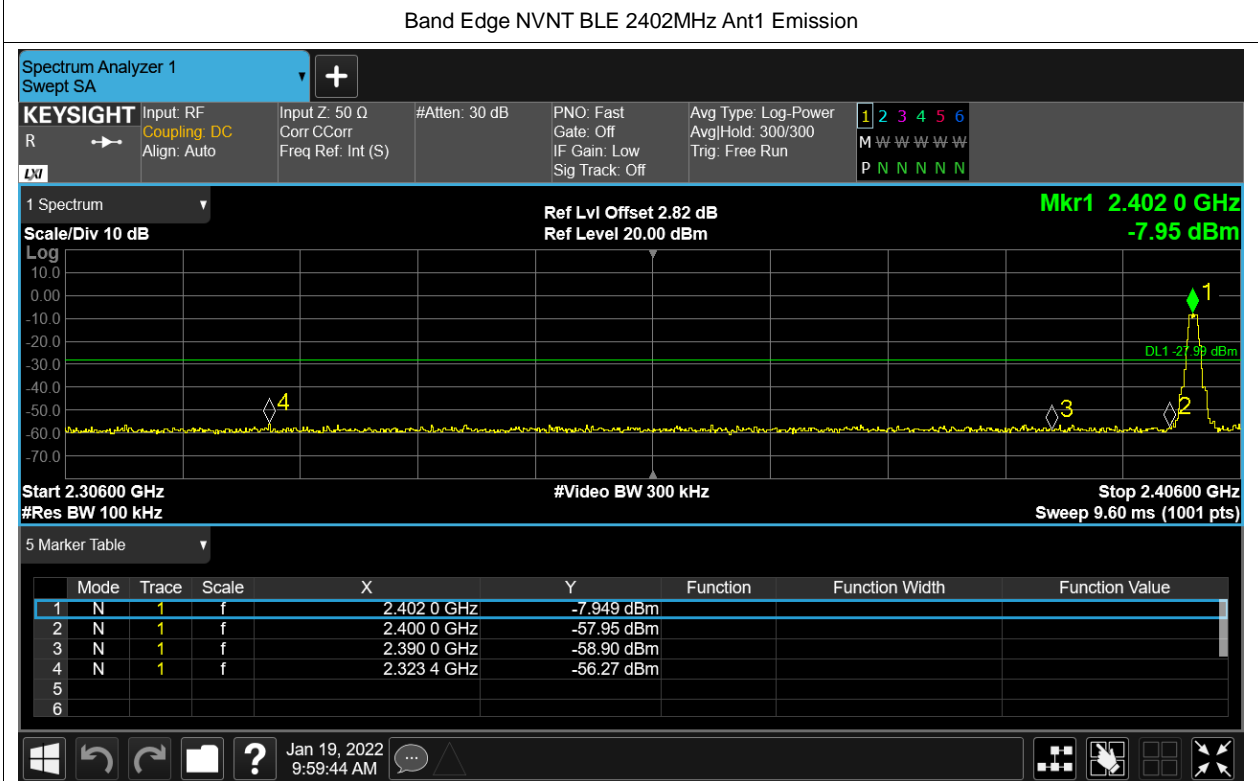 Band Edge NVNT BLE 2402MHz Ant1 Emission
Spectrum Analyzer 1
Swept SA
+
KEYSIGHT Input: RF Input Z: 50 Ω #Atten: 30 dB PNO: Fast Avg Type: Log-Power 1 2 3 4 5 6
R Coupling: DC Corr CCorr Gate: Off Avg|Hold: 300/300 M W W W W W
Align: Auto Freq Ref: Int (S) IF Gain: Low Trig: Free Run
LXI Sig Track: Off P N N N N N
1 Spectrum
Ref Lvl Offset 2.82 dB Mkr1 2.402 0 GHz
Scale/Div 10 dB Ref Level 20.00 dBm -7.95 dBm
Log
10.0
0.00 1
-10.0
-20.0
DL1 -27.99 dBm
-30.0
-40.0
4 3 2
-50.0
-60.0
-70.0
Start 2.30600 GHz #Video BW 300 kHz Stop 2.40600 GHz
#Res BW 100 kHz Sweep 9.60 ms (1001 pts)
5 Marker Table
Mode Trace Scale X Y Function Function Width Function Value
1 N 1 f 2.402 0 GHz -7.949 dBm
2 N 1 f 2.400 0 GHz -57.95 dBm
3 N 1 f 2.390 0 GHz -58.90 dBm
4 N 1 f 2.323 4 GHz -56.27 dBm
5
6
? Jan 19, 2022
9:59:44 AM